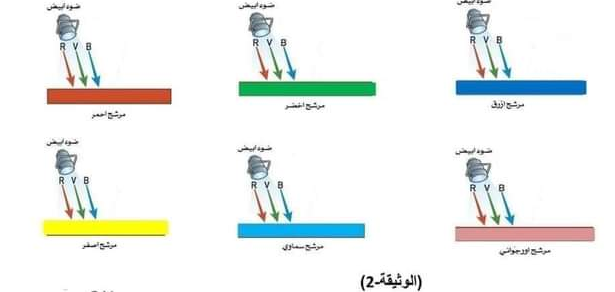 ضوء ابيض
ضوء ابيض
ضوء ابيض
R V B
R V B
R V B
مرشح احمر
مرشح اخضر
مرشح ازرق
ضوء ابيض
ضوء ابيض
ضوء ابيض
R V B
R V B
R V B
مرشح اصفر
مرشح سماوي
مرشح اورجواني
(الوثيقة-2)